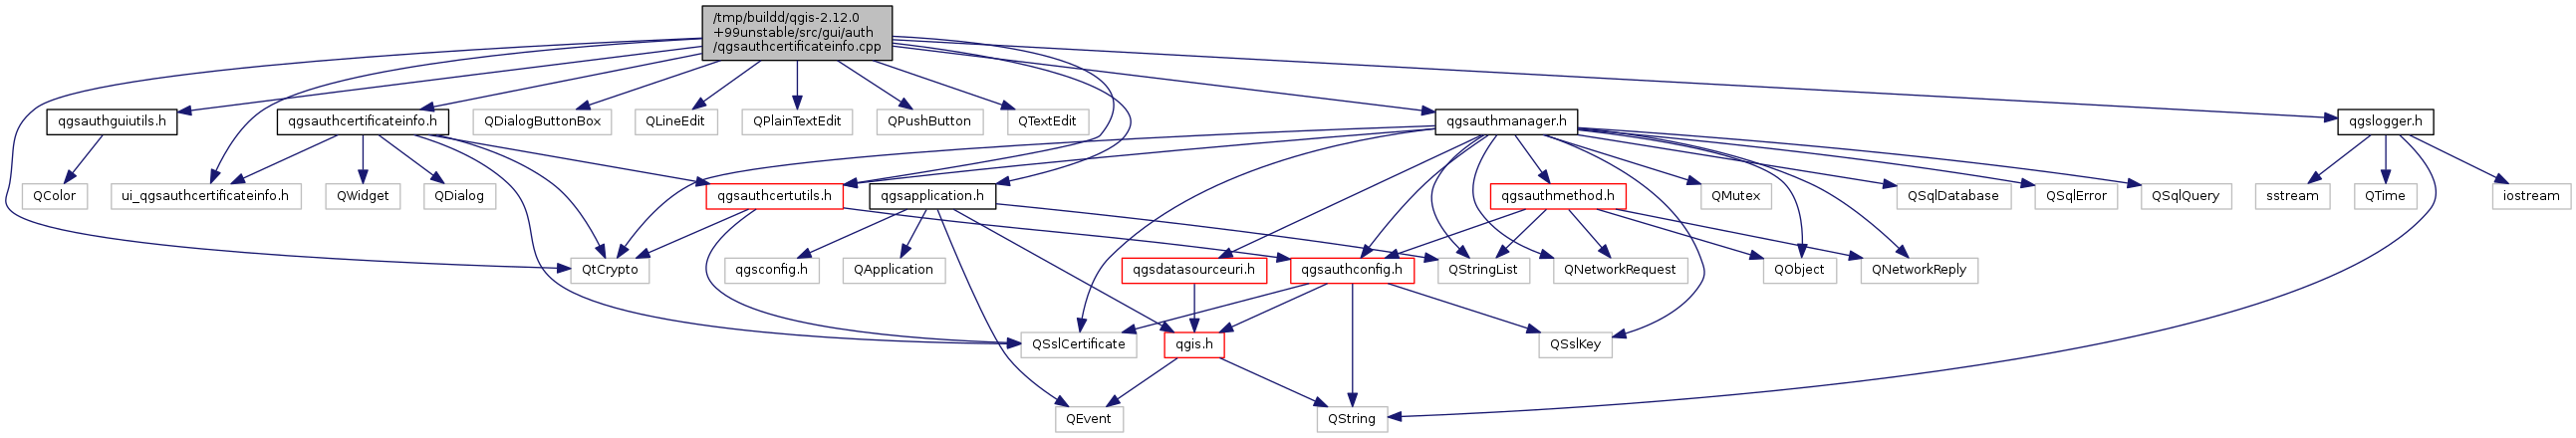 /tmp/buildd/qgis-2.12.0
+99unstable/src/gui/auth
/qgsauthcertificateinfo.cpp
qgsauthguiutils.h
qgsauthcertificateinfo.h
QDialogButtonBox
QLineEdit
QPlainTextEdit
QPushButton
QTextEdit
qgsauthmanager.h
qgslogger.h
QColor
ui_qgsauthcertificateinfo.h
QWidget
QDialog
qgsauthcertutils.h
qgsapplication.h
qgsauthmethod.h
QMutex
QSqlDatabase
QSqlError
QSqlQuery
sstream
QTime
iostream
QtCrypto
qgsconfig.h
QApplication
qgsdatasourceuri.h
qgsauthconfig.h
QStringList
QNetworkRequest
QObject
QNetworkReply
QSslCertificate
qgis.h
QSslKey
QEvent
QString